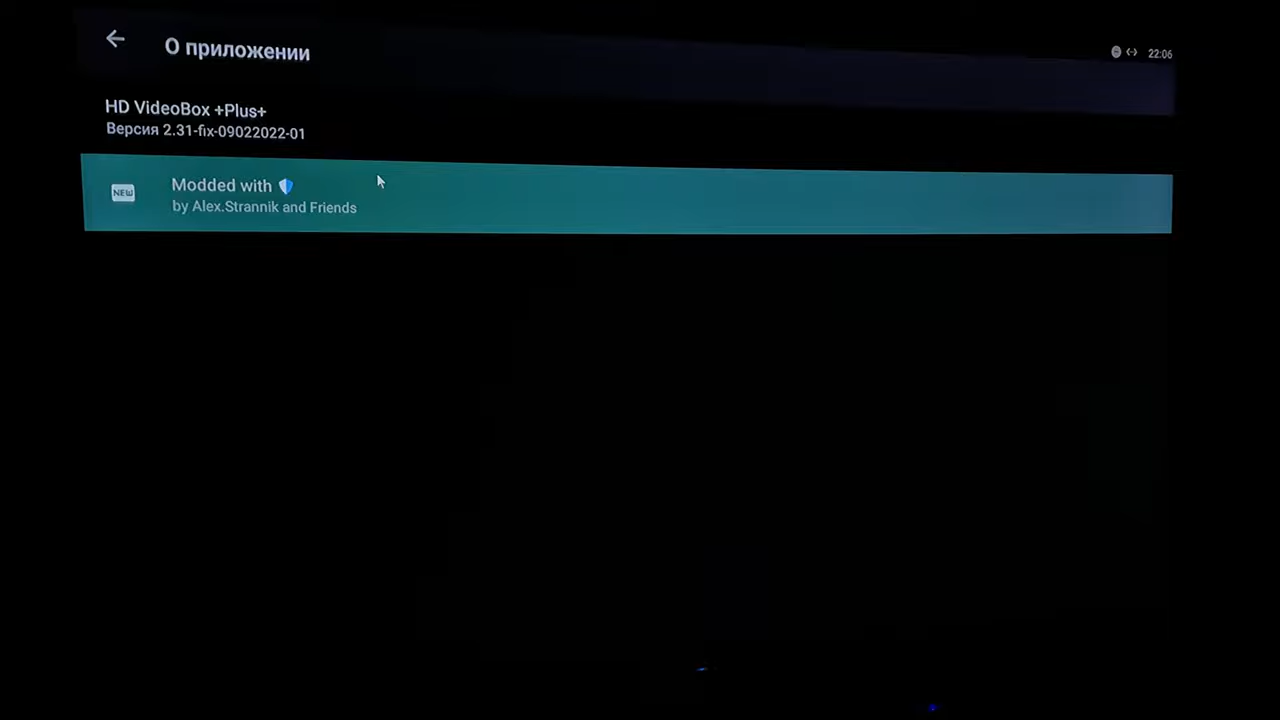 О приложении
22:06
HD VideoBox +Plus+
Версия 2.31-fix-09022022-01
NEW
Modded with
by Alex.Strannik and Friends